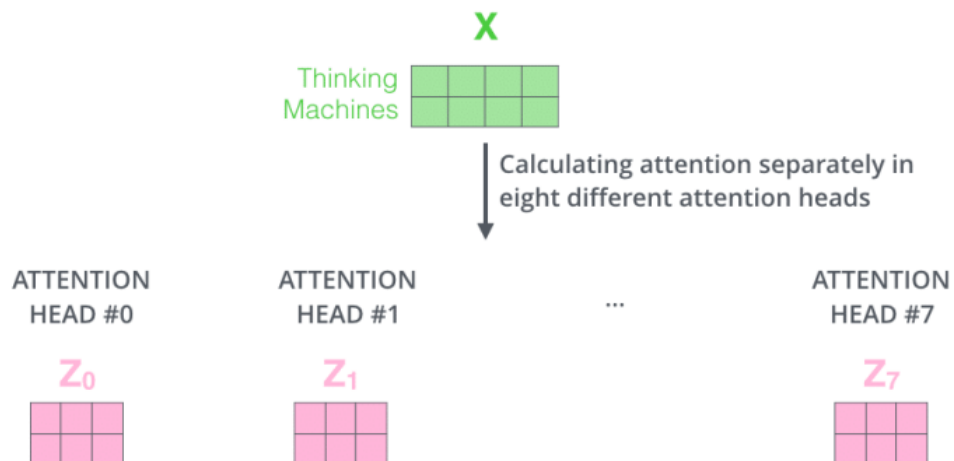 X
Thinking
Machines
Calculating attention separately in
eight different attention heads
ATTENTION
HEAD #0
ATTENTION
HEAD #1
...
ATTENTION
HEAD #7
Z₀
Z₁
Z₇